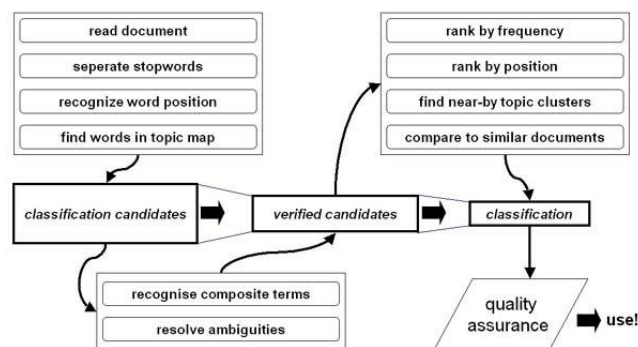 read document
seperate stopwords
recognize word position
find words in topic map
rank by frequency
rank by position
find near-by topic clusters
compare to similar documents
classification candidates
verified candidates
classification
recognise composite terms
resolve ambiguities
quality
assurance
use!